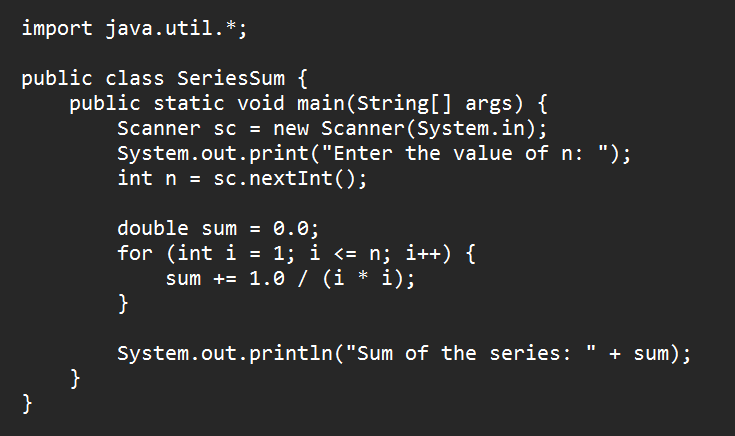 import java.util.*;

public class SeriesSum {
    public static void main(String[] args) {
        Scanner sc = new Scanner(System.in);
        System.out.print("Enter the value of n: ");
        int n = sc.nextInt();

        double sum = 0.0;
        for (int i = 1; i <= n; i++) {
            sum += 1.0 / (i * i);
        }

        System.out.println("Sum of the series: " + sum);
    }
}